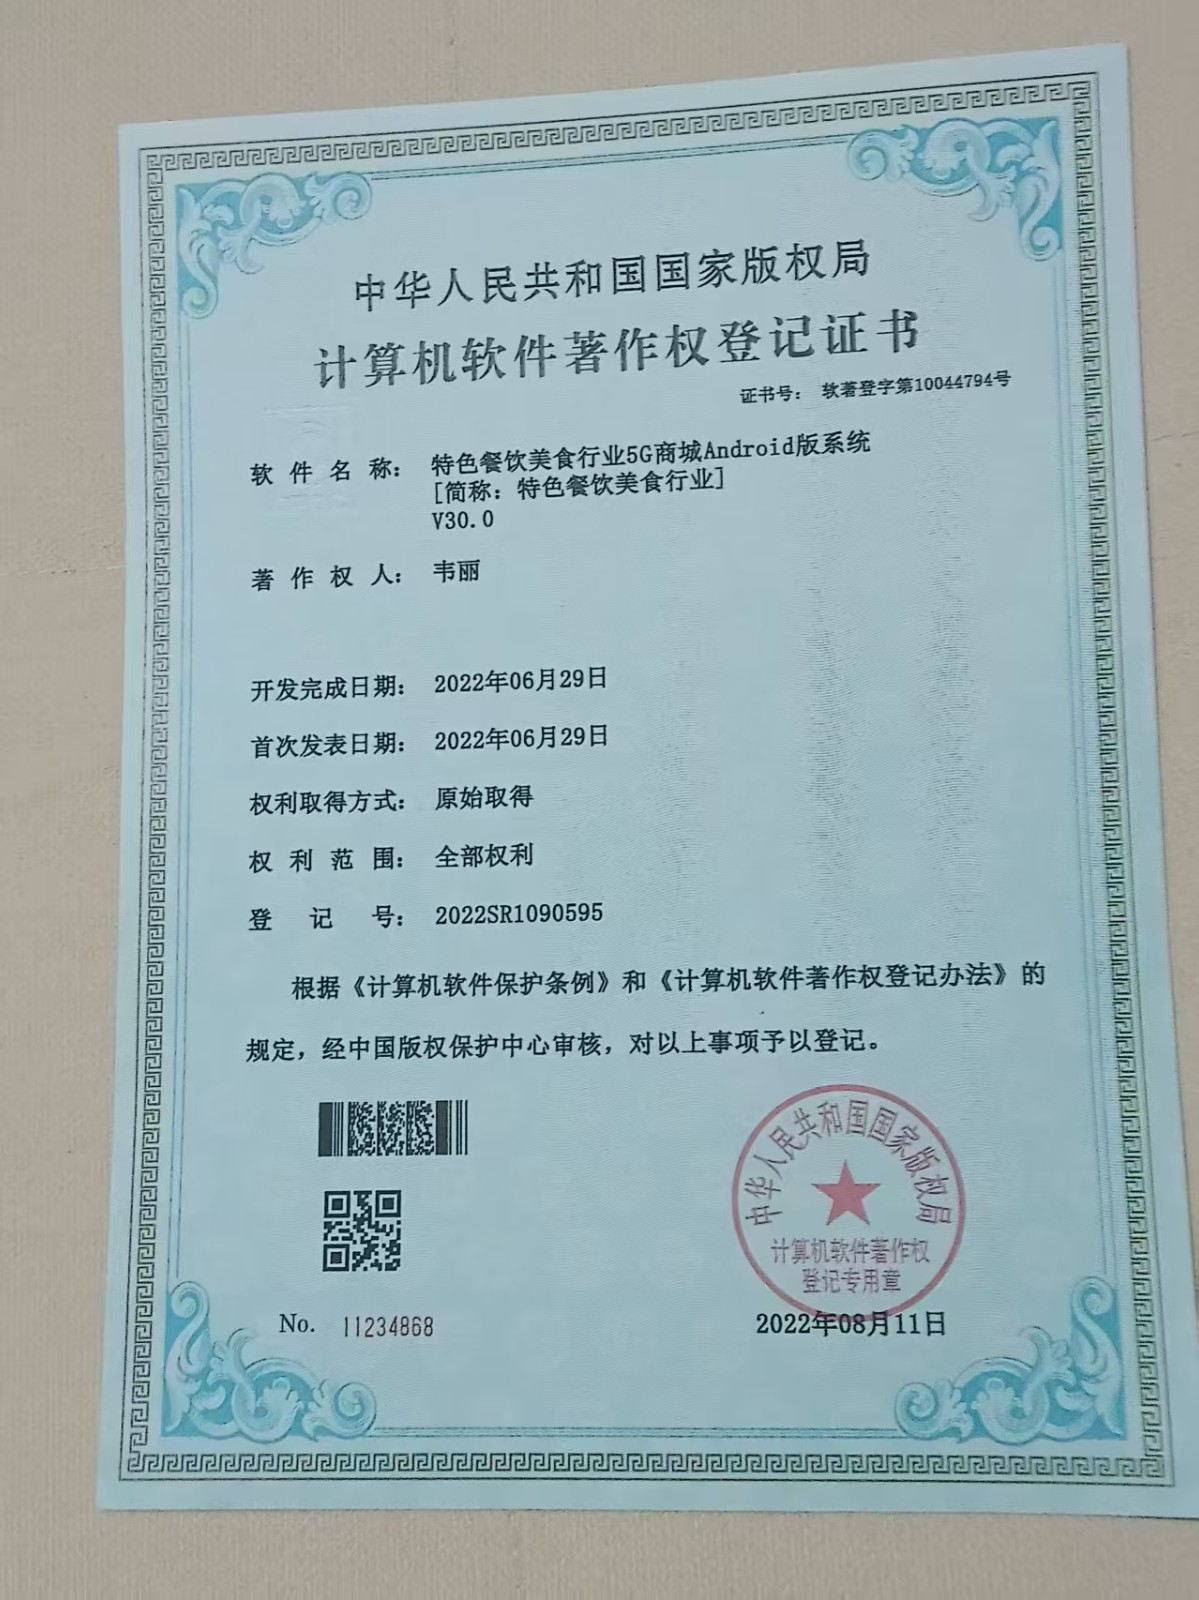 中华人民共和国国家版权局
计算机软件著作权登记证书
证书号： 软著登字第10044794号
软件名称： 特色餐饮美食行业5G商城Android版系统
[简称：特色餐饮美食行业]
V30.0
著作权人： 韦丽
开发完成日期： 2022年06月29日
首次发表日期： 2022年06月29日
权利取得方式： 原始取得
权利范围： 全部权利
登记号： 2022SR1090595
根据《计算机软件保护条例》和《计算机软件著作权登记办法》的
规定，经中国版权保护中心审核，对以上事项予以登记。
中华人民共和国国家版权局
计算机软件著作权
登记专用章
No. 11234868
2022年08月11日